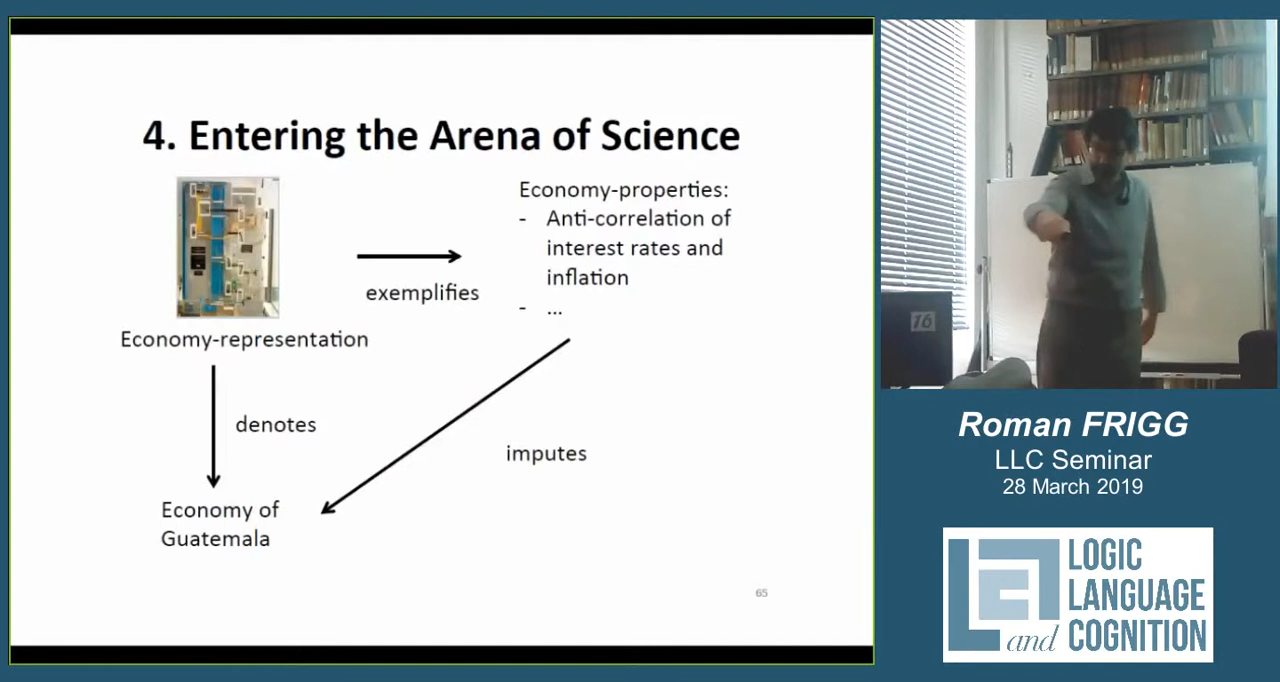 4. Entering the Arena of Science
Economy-properties:
- Anti-correlation of
interest rates and
inflation
- ...
exemplifies
Economy-representation
denotes
imputes
Economy of
Guatemala
65
16
Roman FRIGG
LLC Seminar
28 March 2019
LOGIC
LANGUAGE
and COGNITION